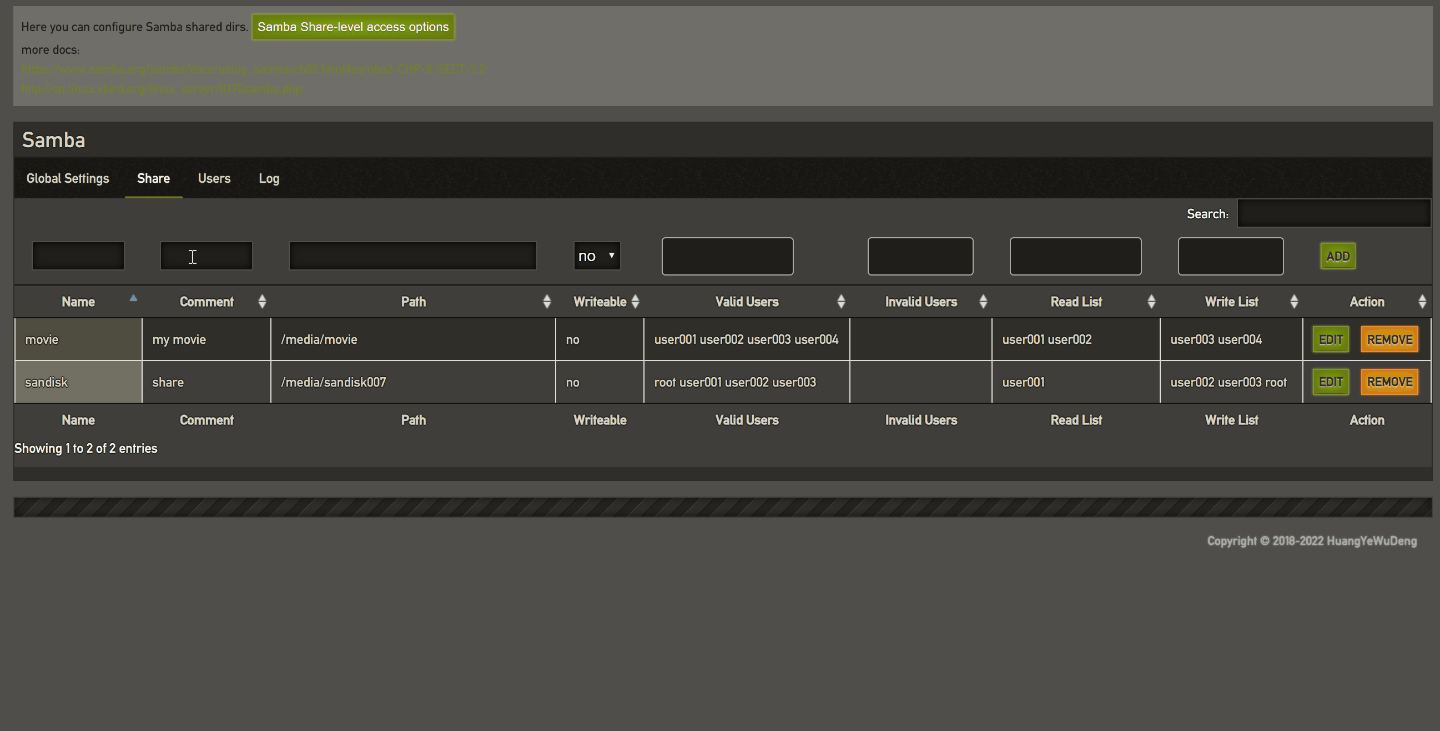 Here you can configure Samba shared dirs. Samba Share-level access options
more docs:
Samba
Global Settings Share Users Log
Search:
no ADD
Name Comment Path Writeable Valid Users Invalid Users Read List Write List Action
movie my movie /media/movie no user001 user002 user003 user004 user001 user002 user003 user004 EDIT REMOVE
sandisk share /media/sandisk007 no root user001 user002 user003 user001 user002 user003 root EDIT REMOVE
Name Comment Path Writeable Valid Users Invalid Users Read List Write List Action
Showing 1 to 2 of 2 entries
Copyright © 2018-2022 HuangYeWuDeng